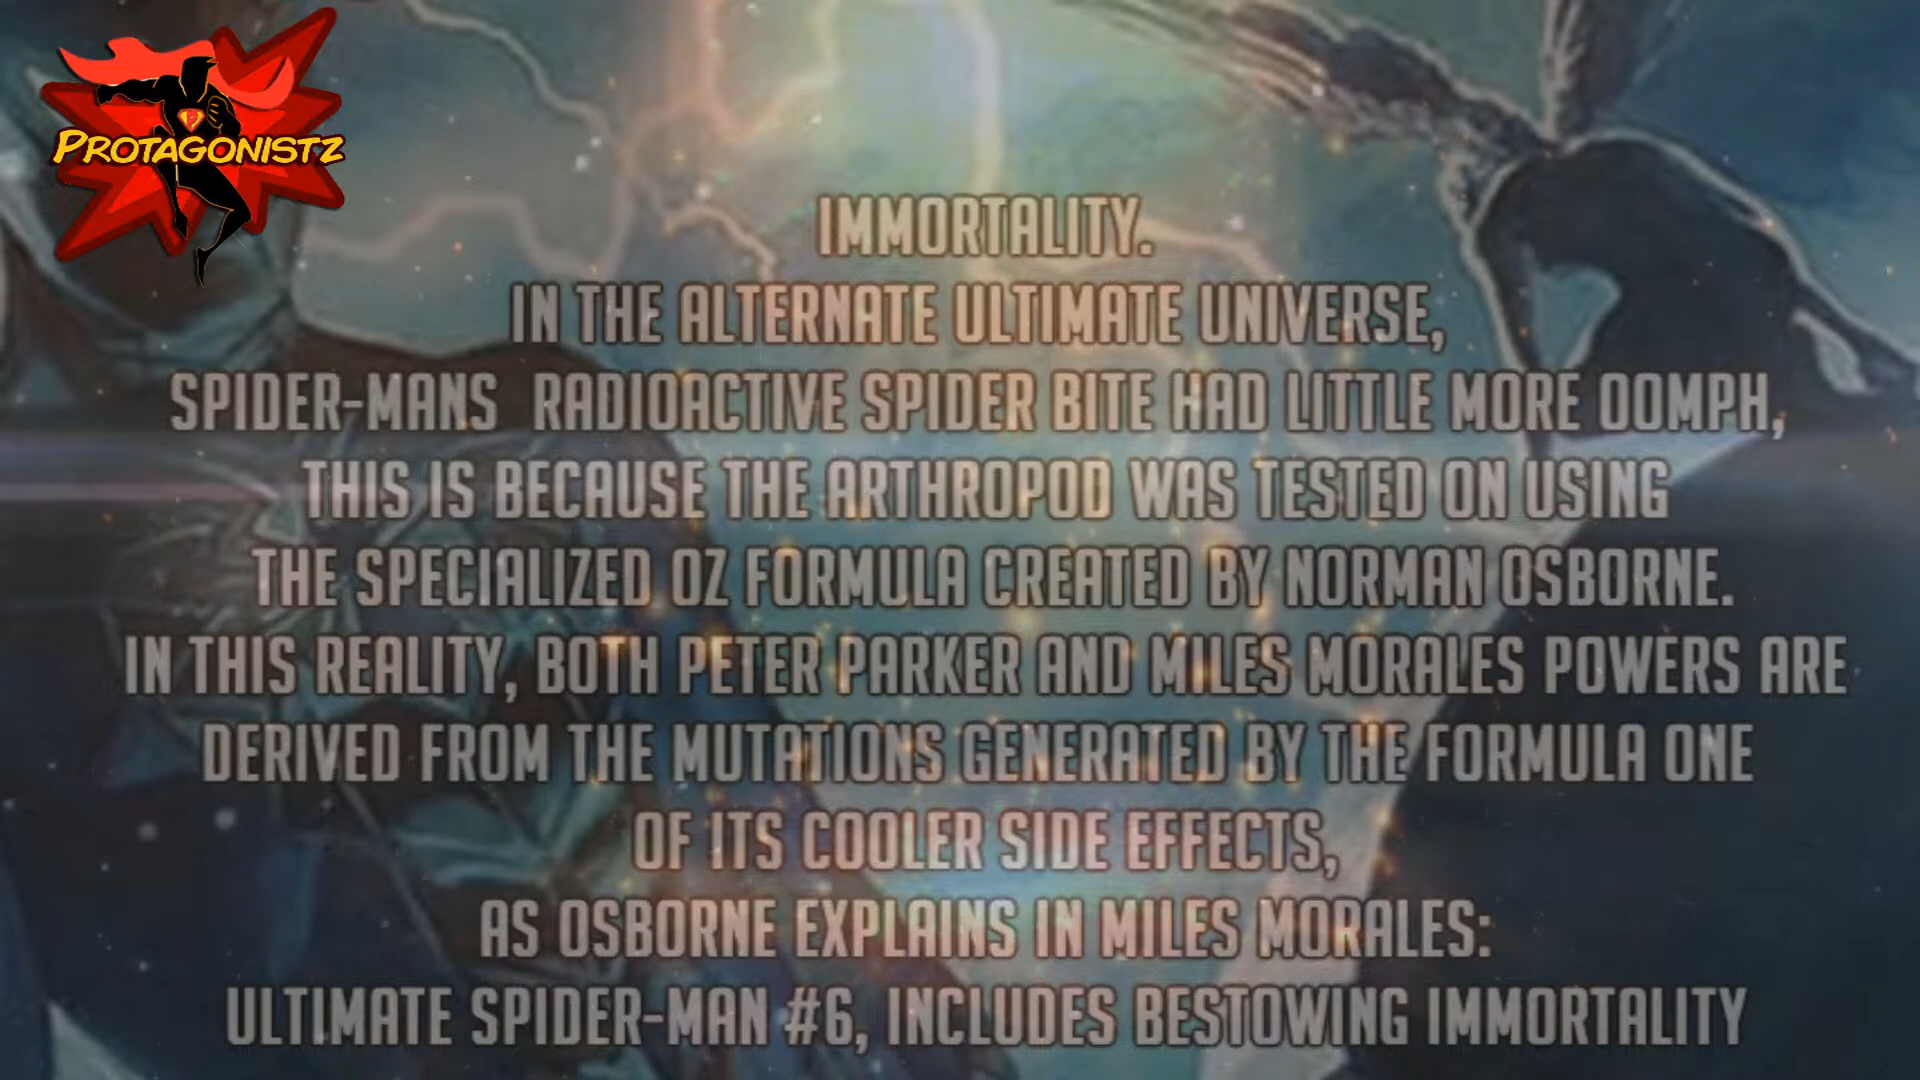 PROTAGONISTZ
IMMORTALITY.
IN THE ALTERNATE ULTIMATE UNIVERSE,
SPIDER-MANS RADIOACTIVE SPIDER BITE HAD LITTLE MORE OOMPH,
THIS IS BECAUSE THE ARTHROPOD WAS TESTED ON USING
THE SPECIALIZED OZ FORMULA CREATED BY NORMAN OSBORNE.
IN THIS REALITY, BOTH PETER PARKER AND MILES MORALES POWERS ARE
DERIVED FROM THE MUTATIONS GENERATED BY THE FORMULA ONE
OF ITS COOLER SIDE EFFECTS,
AS OSBORNE EXPLAINS IN MILES MORALES:
ULTIMATE SPIDER-MAN #6, INCLUDES BESTOWING IMMORTALITY